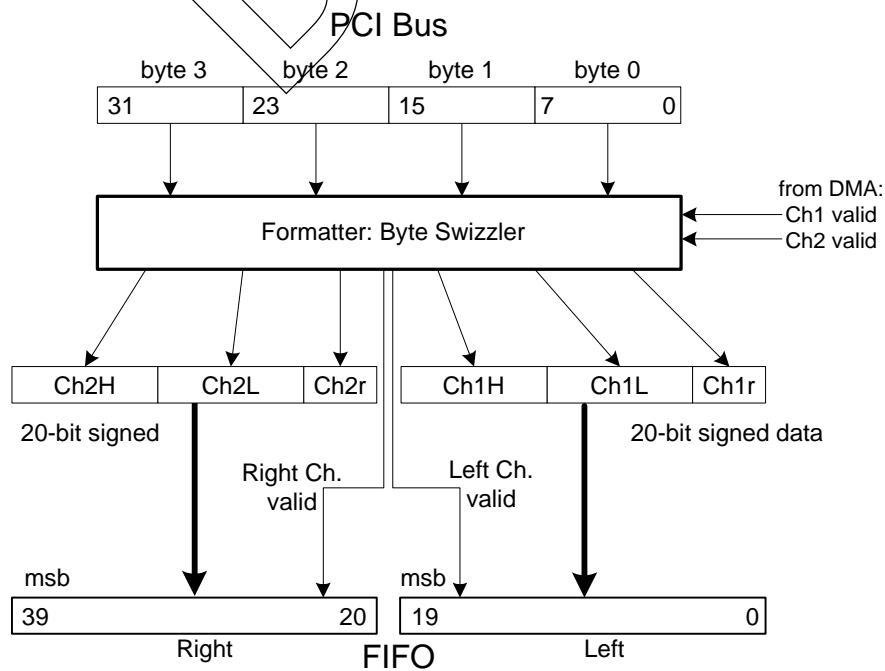 PCI Bus
byte 3 byte 2 byte 1 byte 0
31 23 15 7 0
from DMA:
Ch1 valid
Ch2 valid
Formatter: Byte Swizzler
Ch2H Ch2L Ch2r Ch1H Ch1L Ch1r
20-bit signed
20-bit signed data
Right Ch.
valid
Left Ch.
valid
msb msb
39 20 19 0
Right Left
FIFO